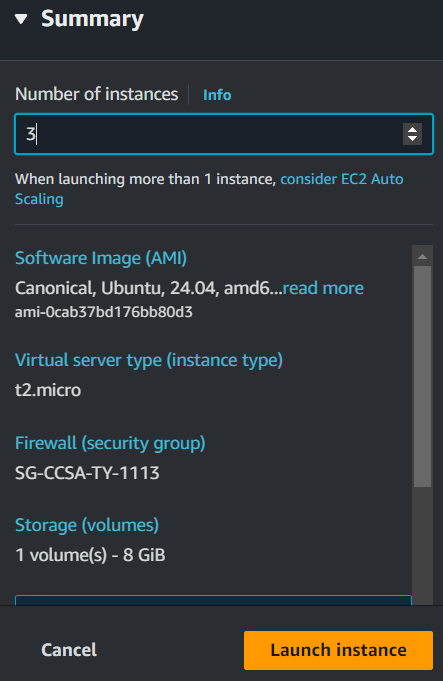 Summary
Number of instances Info
3
When launching more than 1 instance, consider EC2 Auto
Scaling
Software Image (AMI)
Canonical, Ubuntu, 24.04, amd6...read more
ami-0cab37bd176bb80d3
Virtual server type (instance type)
t2.micro
Firewall (security group)
SG-CCSA-TY-1113
Storage (volumes)
1 volume(s) - 8 GiB
Cancel Launch instance